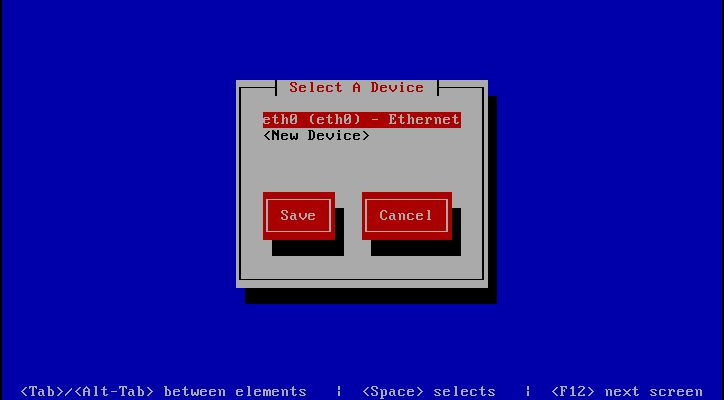 Select A Device
eth0 (eth0) - Ethernet
<New Device>
Save
Cancel
<Tab>/<Alt-Tab> between elements | <Space> selects | <F12> next screen